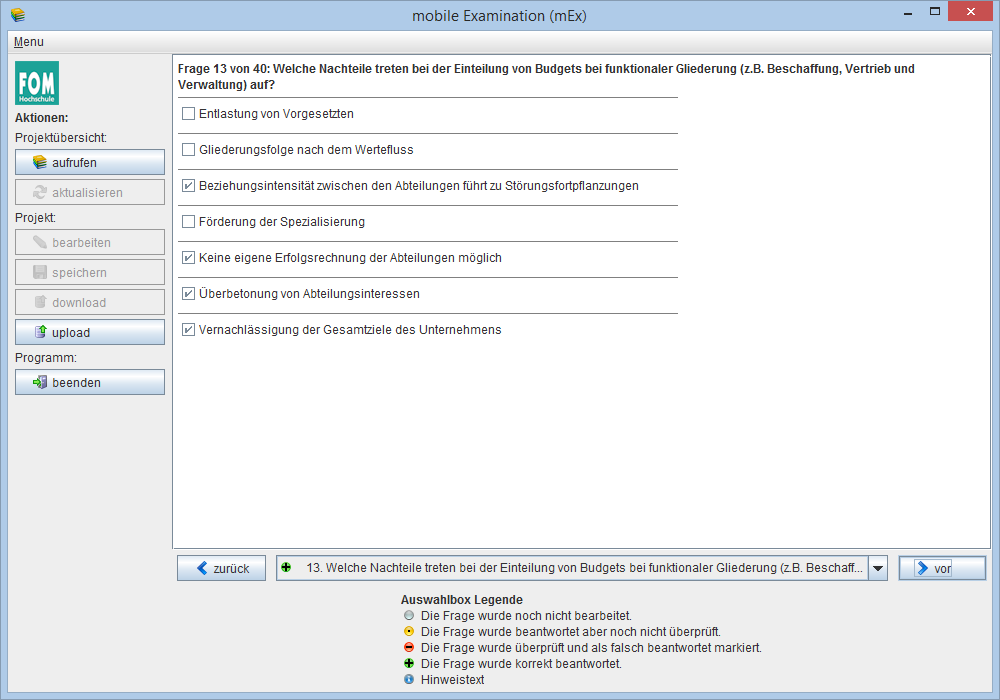 mobile Examination (mEx)
Menu
FOM
Hochschule
Aktionen:
Projektübersicht:
aufrufen
aktualisieren
Projekt:
bearbeiten
speichern
download
upload
Programm:
beenden
Frage 13 von 40: Welche Nachteile treten bei der Einteilung von Budgets bei funktionaler Gliederung (z.B. Beschaffung, Vertrieb und
Verwaltung) auf?
Entlastung von Vorgesetzten
Gliederungsfolge nach dem Wertefluss
Beziehungsintensität zwischen den Abteilungen führt zu Störungsfortpflanzungen
Förderung der Spezialisierung
Keine eigene Erfolgsrechnung der Abteilungen möglich
Überbetonung von Abteilungsinteressen
Vernachlässigung der Gesamtziele des Unternehmens
zurück
13. Welche Nachteile treten bei der Einteilung von Budgets bei funktionaler Gliederung (z.B. Beschaff...
vor
Auswahlbox Legende
Die Frage wurde noch nicht bearbeitet.
Die Frage wurde beantwortet aber noch nicht überprüft.
Die Frage wurde überprüft und als falsch beantwortet markiert.
Die Frage wurde korrekt beantwortet.
Hinweistext